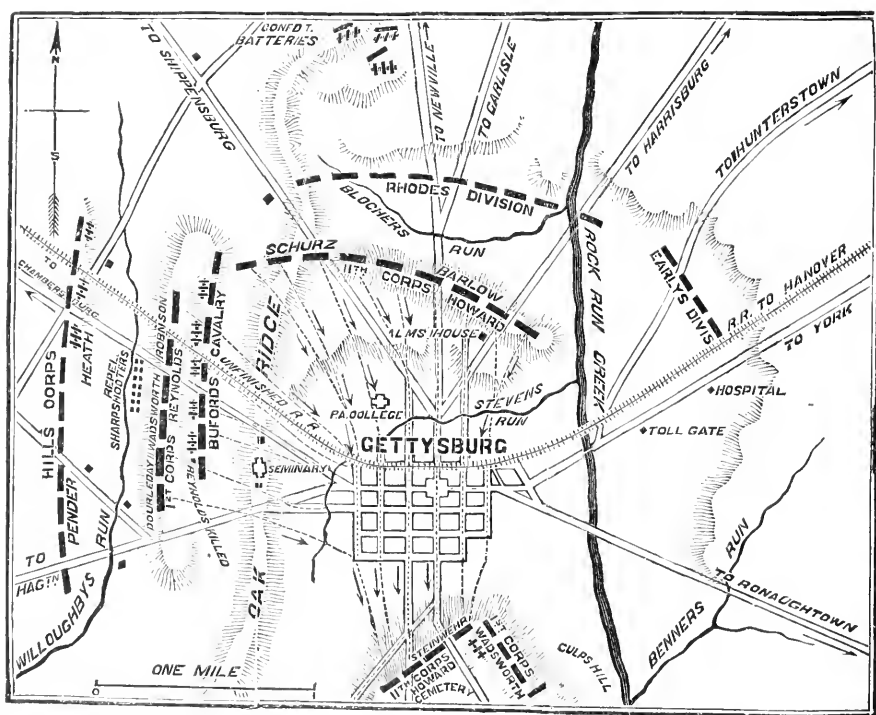 CONFD T.
BATTERIES
N
S
TO SHIPPENSBURG
TO NEWVILLE
TO CARLISLE
TO HARRISBURG
TO HUNTERSTOWN
RHODES DIVISION
BLOCHERS RUN
ROCK RUN CREEK
EARLYS DIVIS
R.R. TO HANOVER
TO YORK
SCHURZ
11TH CORPS
BARLOW
HOWARD
ALMS HOUSE
TO
CHAMBERSBURG
HILLS CORPS
HEATH
PENDER
REPEL
SHARPSHOOTERS
DOUBLEDAY WADSWORTH ROBINSON
1ST CORPS REYNOLDS
BUFORDS CAVALRY
REYNOLDS KILLED
UNFINISHED R.R.
OAK RIDGE
PA. COLLEGE
STEVENS
RUN
GETTYSBURG
SEMINARY
HOSPITAL
TOLL GATE
TO
HAGTN
WILLOUGHBYS RUN
TO RONAUGHTOWN
BENNERS RUN
CULPS HILL
STEINWEHR
11TH CORPS
HOWARD
CEMETERY
1ST CORPS
WADSWORTH
ONE MILE
0